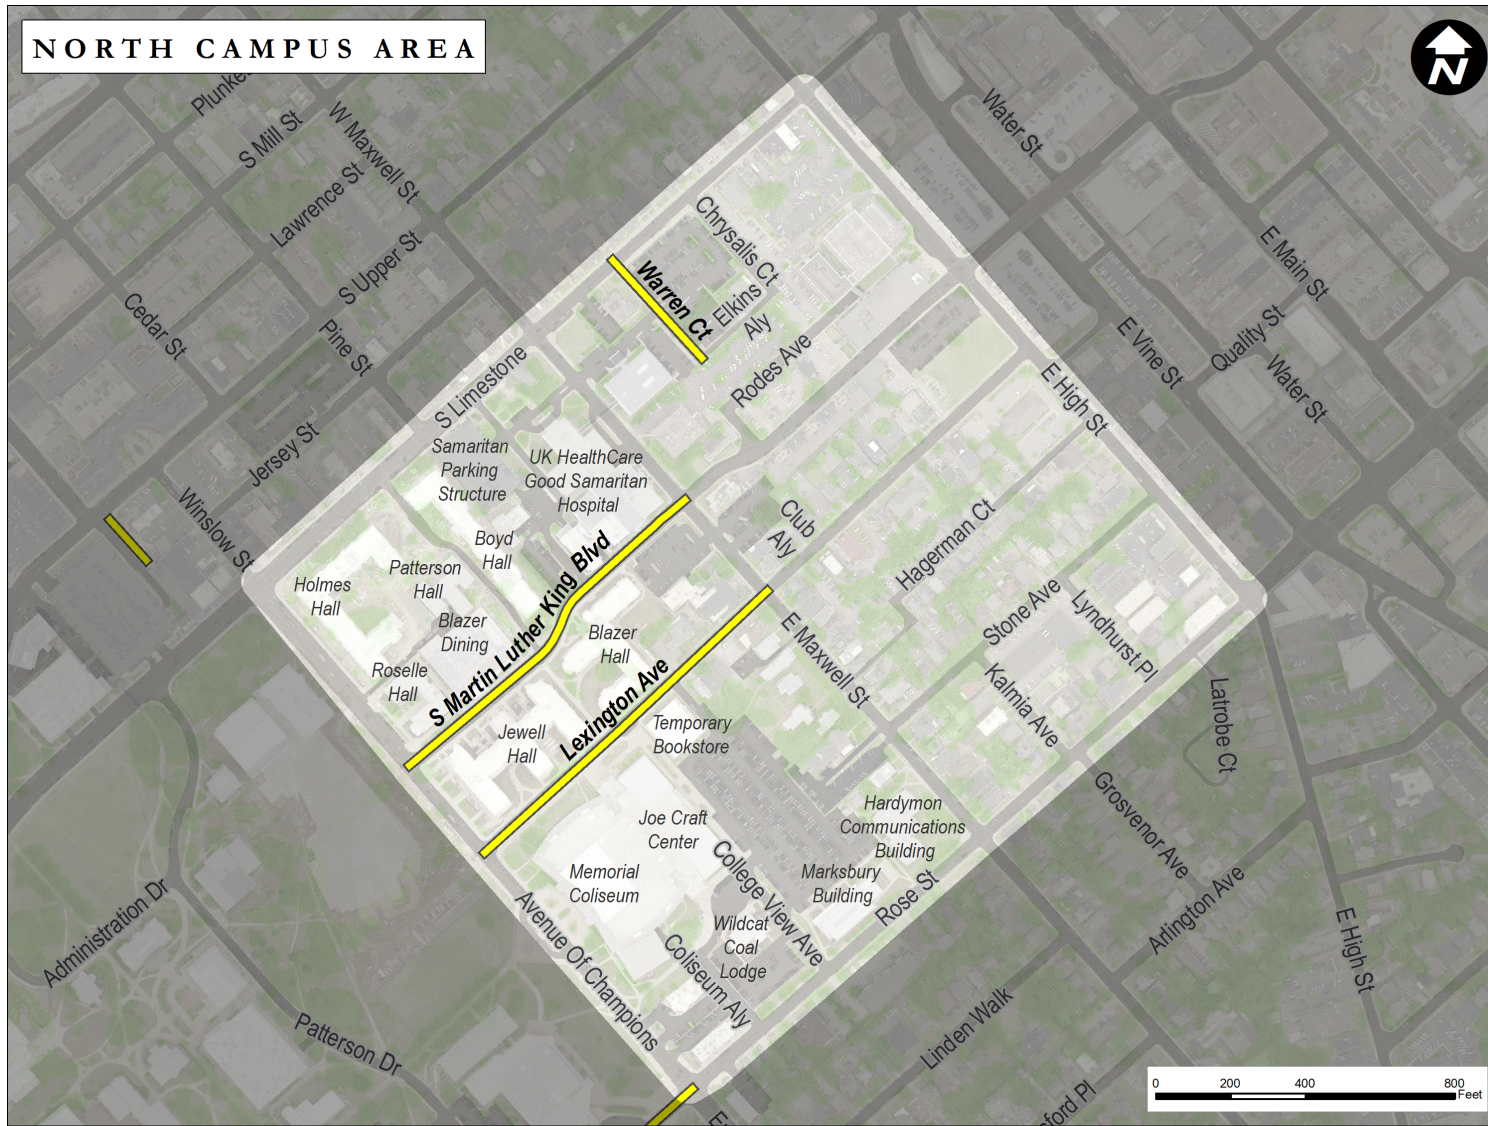 NORTH CAMPUS AREA
N
Plunke
S Mill St
W Maxwell St
Lawrence St
S Upper St
Water St
Chrysalis Ct
Warren Ct
Elkins
Aly
E Main St
Cedar St
Pine St
Rodes Ave
E Vine St
Quality St
Water St
S Limestone
E High St
Jersey St
Samaritan
Parking
Structure
UK HealthCare
Good Samaritan
Hospital
Winslow St
Club
Aly
Hagerman Ct
Boyd
Hall
Patterson
Hall
Holmes
Hall
Blazer
Dining
S Martin Luther King Blvd
Blazer
Hall
Stone Ave
Lyndhurst Pl
E Maxwell St
Roselle
Hall
Kalmia Ave
Latrobe Ct
Lexington Ave
Jewell
Hall
Temporary
Bookstore
Joe Craft
Center
Hardymon
Communications
Building
Grosvenor Ave
Memorial
Coliseum
College View Ave
Marksbury
Building
Rose St
Arlington Ave
Administration Dr
Avenue Of Champions
Wildcat
Coal
Lodge
Coliseum Aly
E High St
Patterson Dr
Linden Walk
sford Pl
E
0 200 400 800
Feet